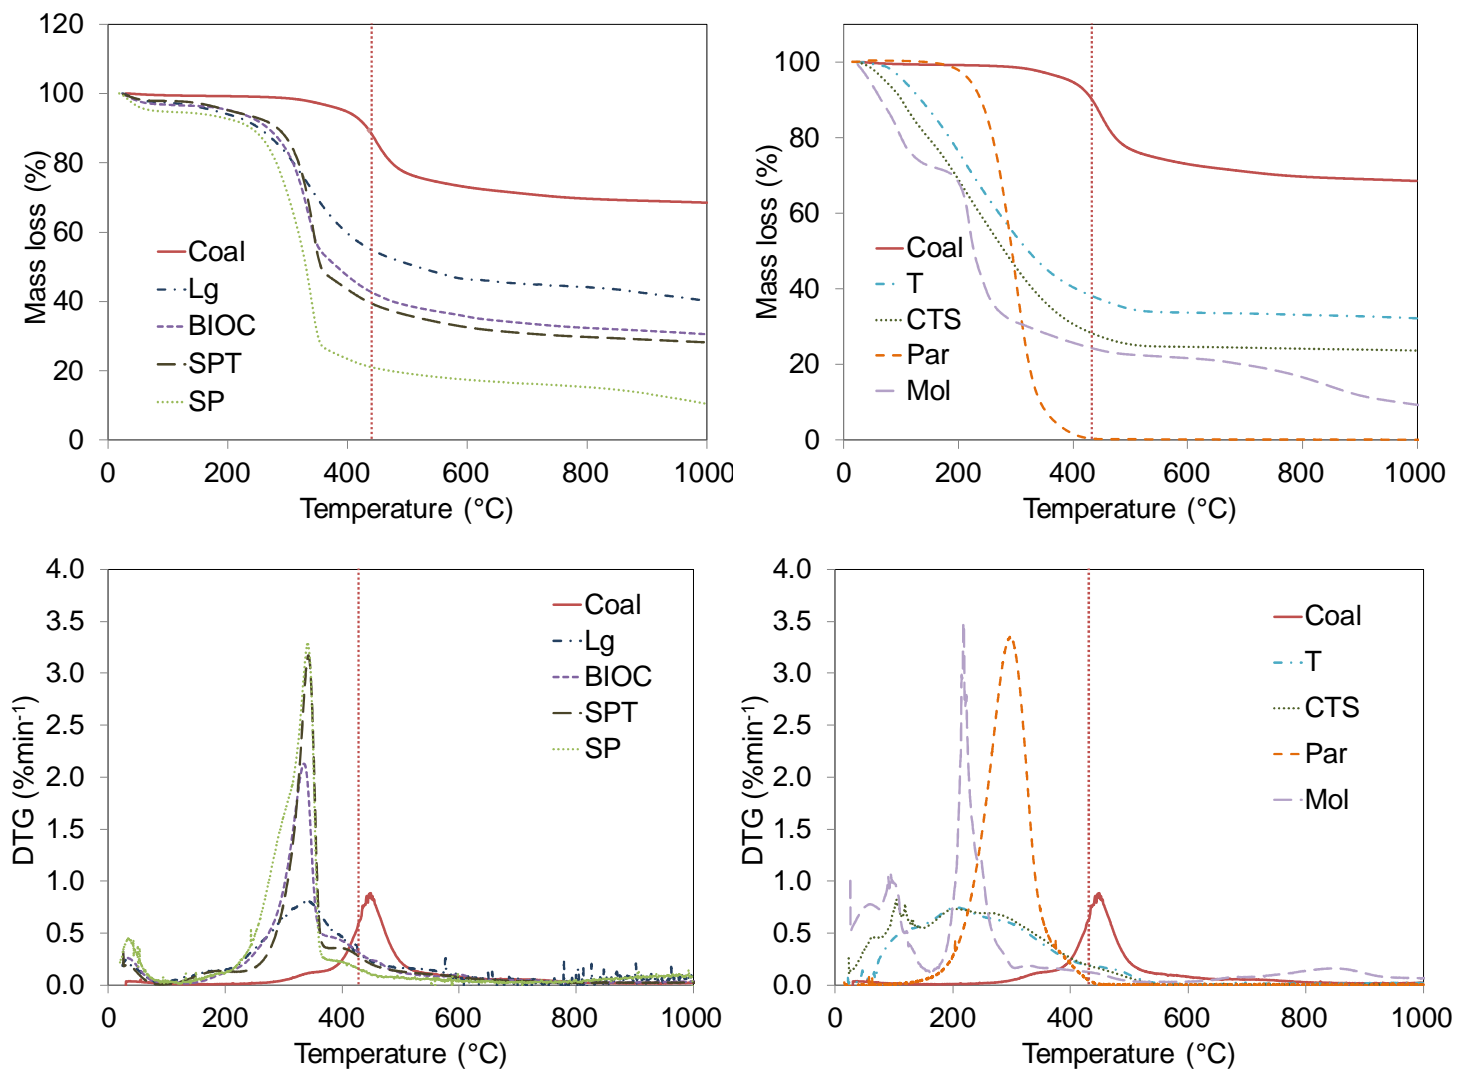 120
100
80
60
40
20
0
Mass loss (%)
Coal
Lg
BIOC
SPT
SP
0 200 400 600 800 1000
Temperature (°C)
100
80
60
40
20
0
Mass loss (%)
Coal
T
CTS
Par
Mol
0 200 400 600 800 1000
Temperature (°C)
4.0
3.5
3.0
2.5
2.0
1.5
1.0
0.5
0.0
DTG (%min-1)
Coal
Lg
BIOC
SPT
SP
0 200 400 600 800 1000
Temperature (°C)
4.0
3.5
3.0
2.5
2.0
1.5
1.0
0.5
0.0
DTG (%min-1)
Coal
T
CTS
Par
Mol
0 200 400 600 800 1000
Temperature (°C)